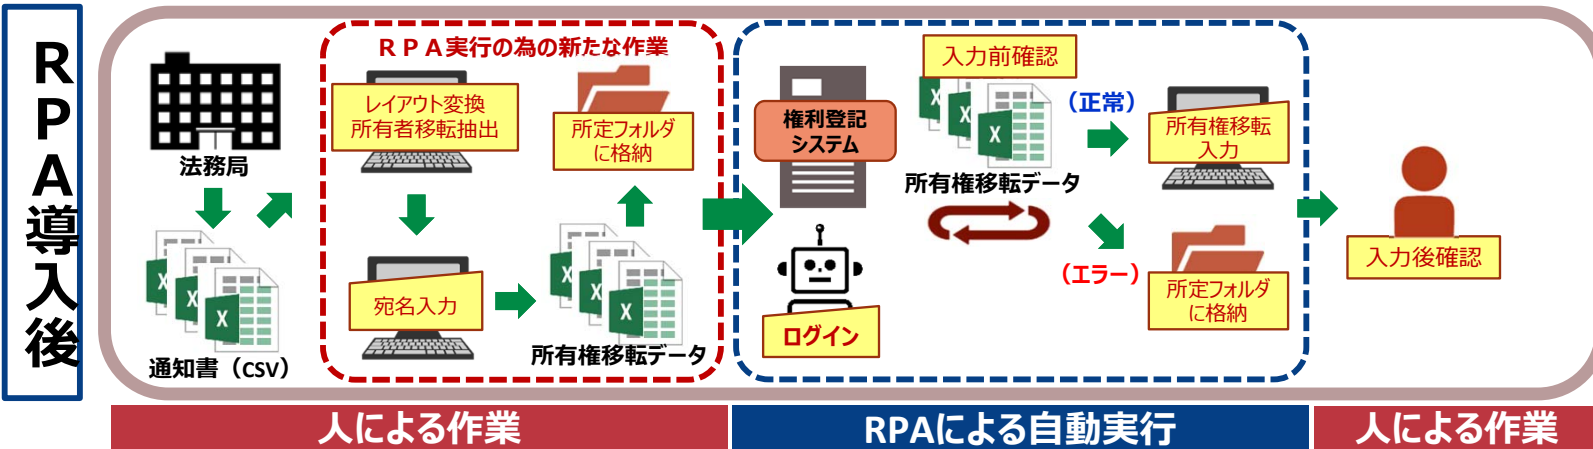 RPA導入後
法務局
通知書（CSV）
ＲＰＡ実行の為の新たな作業
レイアウト変換
所有者移転抽出
宛名入力
所有権移転データ
所定フォルダ
に格納
権利登記
システム
ログイン
入力前確認
所有権移転データ
（正常）
所有権移転
入力
（エラー）
所定フォルダ
に格納
入力後確認
人による作業
RPAによる自動実行
人による作業